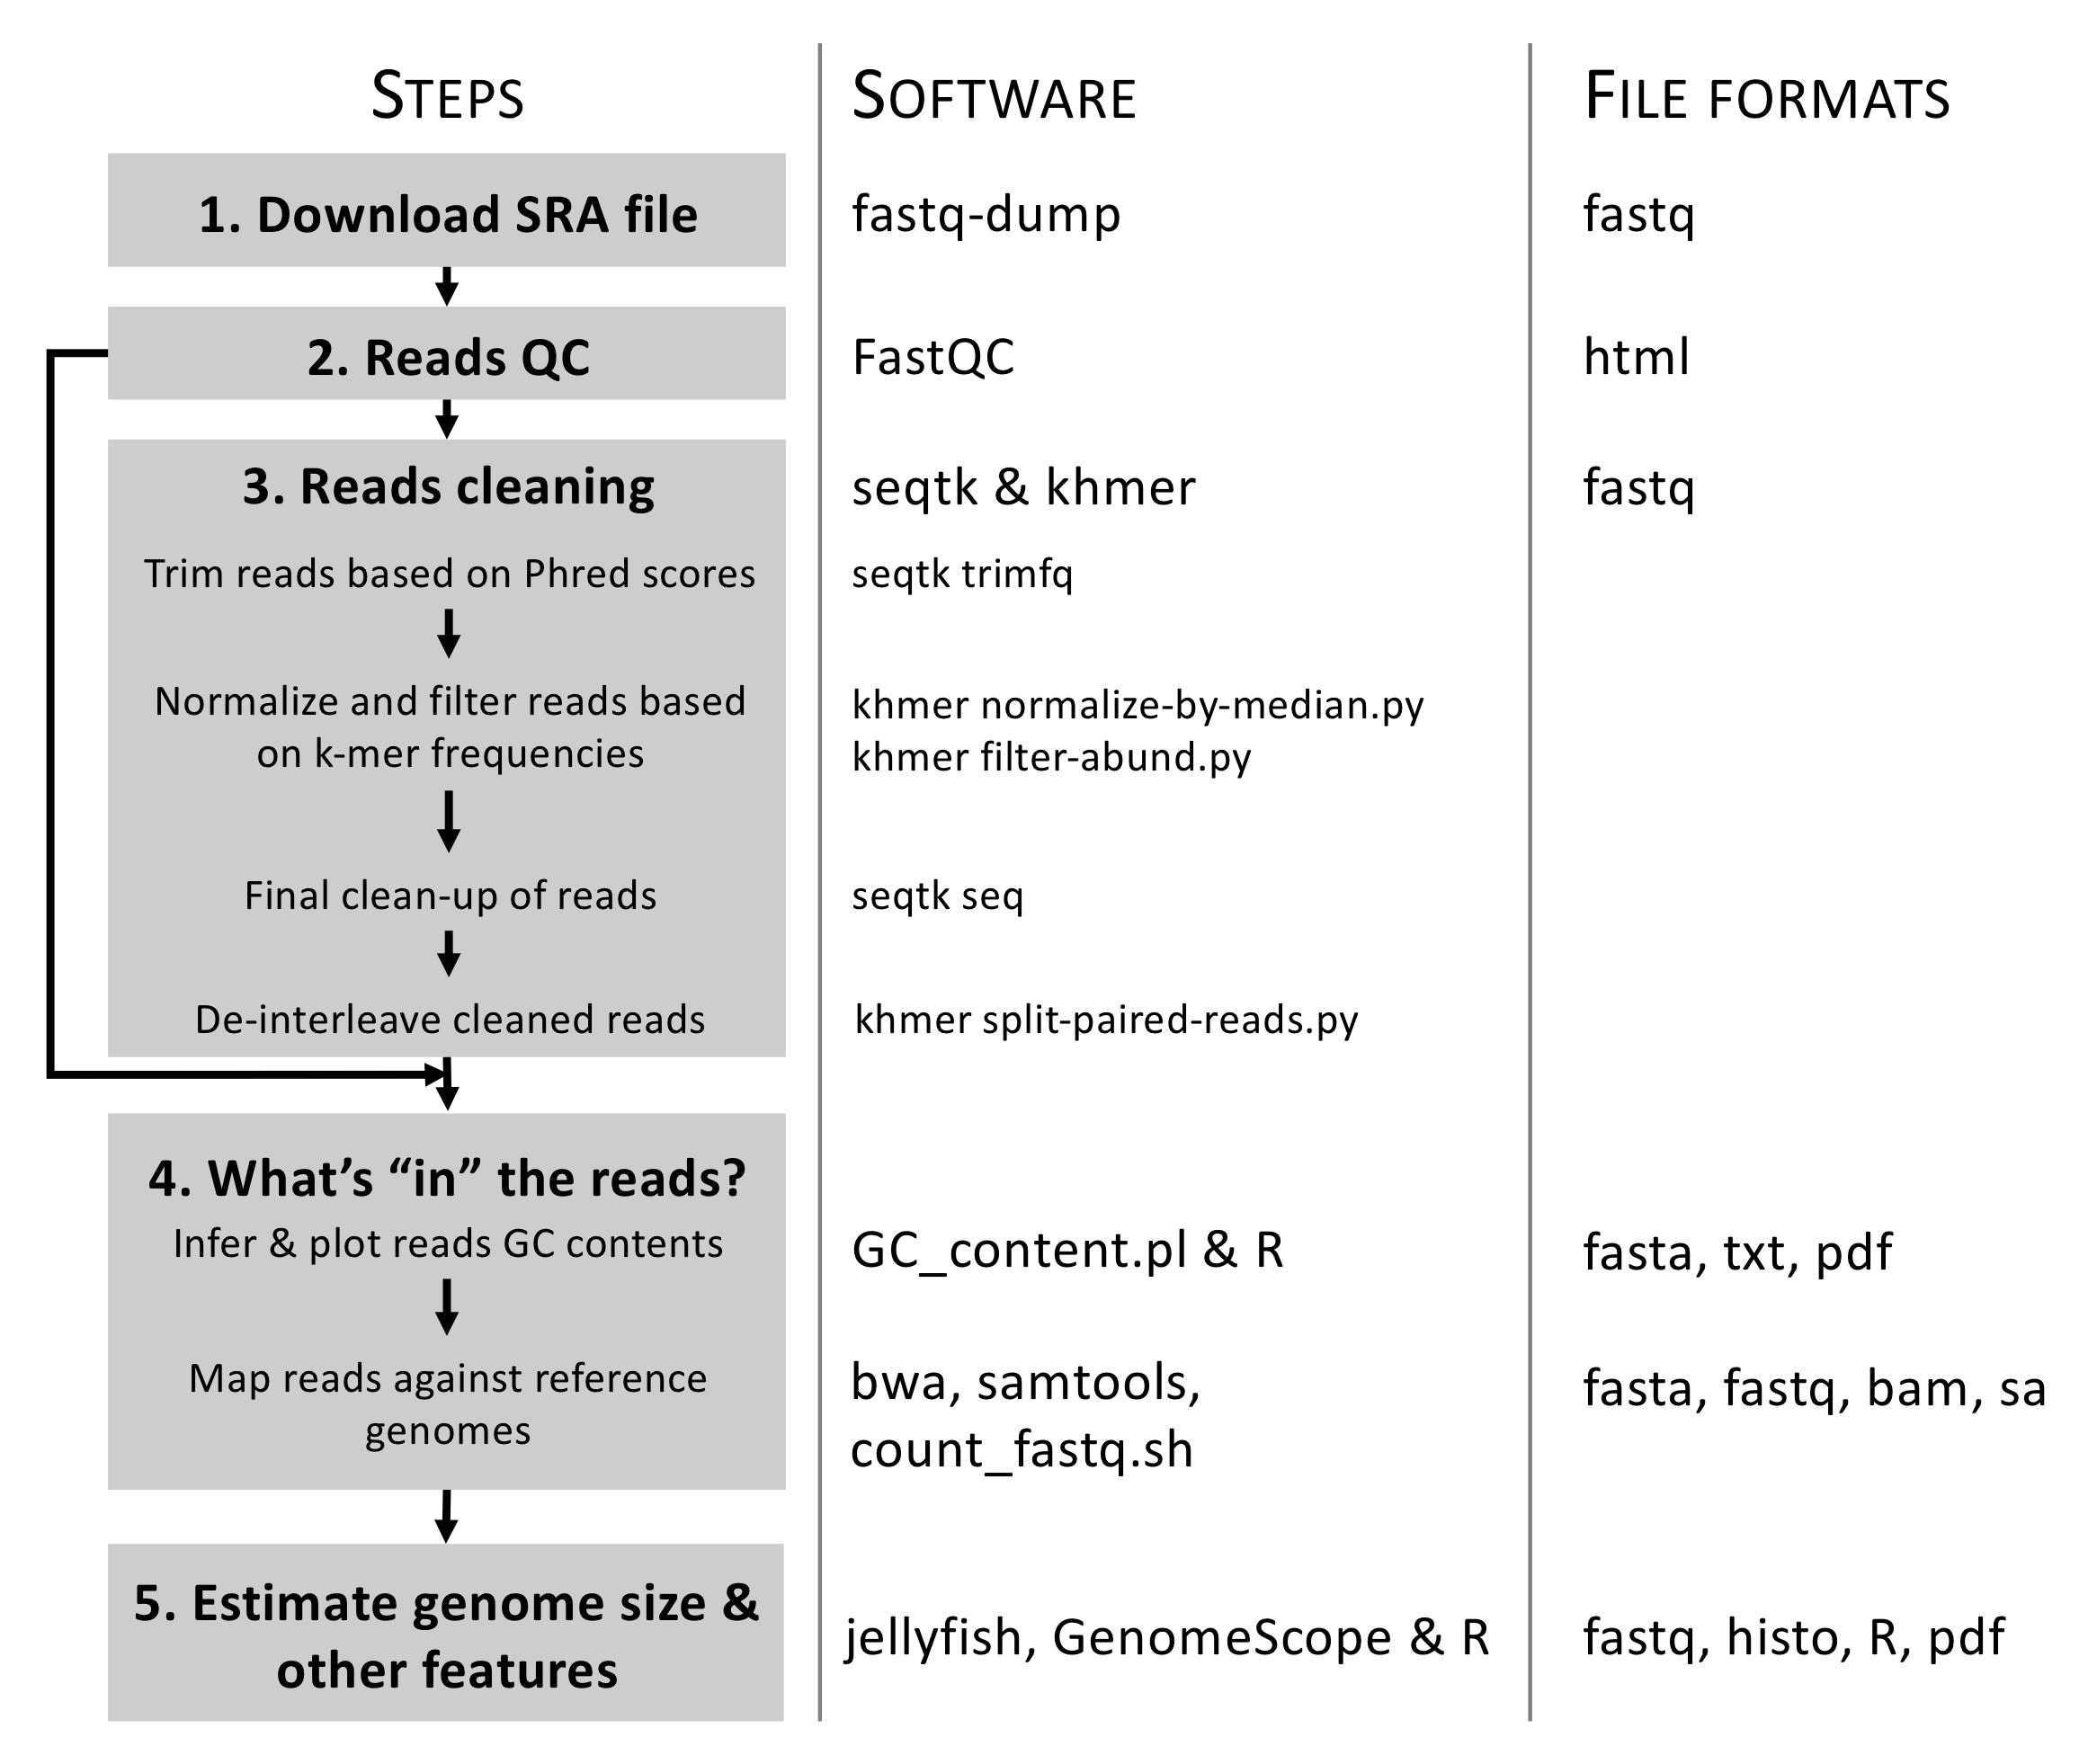 STEPS
SOFTWARE
FILE FORMATS
1. Download SRA file
fastq-dump
fastq
2. Reads QC
FastQC
html
3. Reads cleaning
seqtk & khmer
fastq
Trim reads based on Phred scores
seqtk trimfq
Normalize and filter reads based
on k-mer frequencies
khmer normalize-by-median.py
khmer filter-abund.py
Final clean-up of reads
seqtk seq
De-interleave cleaned reads
khmer split-paired-reads.py
4. What’s “in” the reads?
Infer & plot reads GC contents
GC_content.pl & R
fasta, txt, pdf
Map reads against reference
genomes
bwa, samtools,
count_fastq.sh
fasta, fastq, bam, sa
5. Estimate genome size &
other features
jellyfish, GenomeScope & R
fastq, histo, R, pdf